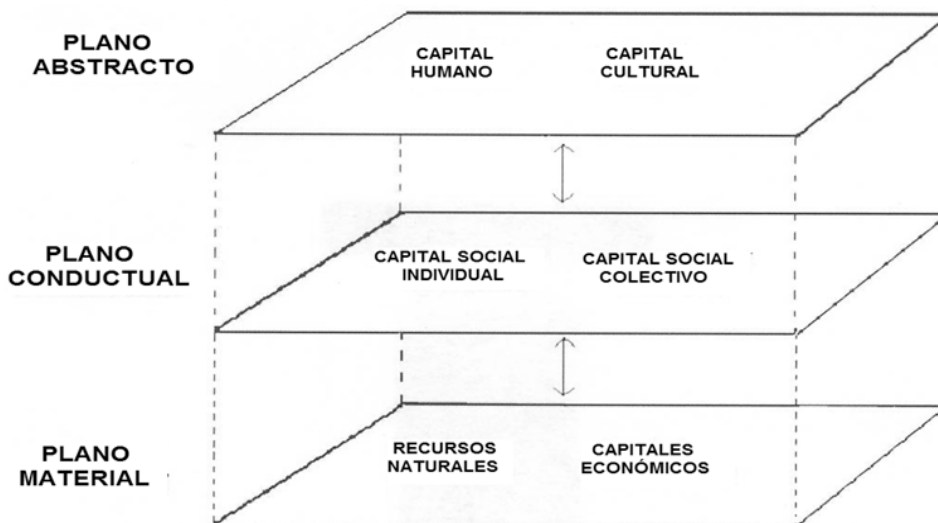 PLANO
ABSTRACTO
CAPITAL
HUMANO
CAPITAL
CULTURAL
PLANO
CONDUCTUAL
CAPITAL SOCIAL
INDIVIDUAL
CAPITAL SOCIAL
COLECTIVO
PLANO
MATERIAL
RECURSOS
NATURALES
CAPITALES
ECONÓMICOS